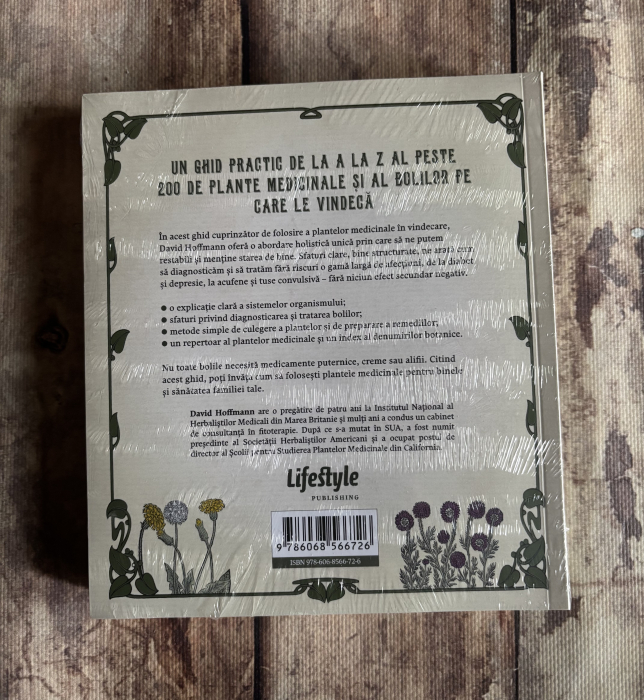 UN GHID PRACTIC DE LA A LA Z AL PESTE
200 DE PLANTE MEDICINALE ȘI AL BOLILOR PE
CARE LE VINDECĂ
În acest ghid cuprinzător de folosire a plantelor medicinale în vindecare,
David Hoffmann oferă o abordare holistică unică prin care să ne putem
restabili și menține starea de bine. Sfaturi clare, bine structurate, ne arată cum
să diagnosticăm și să tratăm fără riscuri o gamă largă de afecțiuni, de la diabet
și depresie, la acufene și tuse convulsivă – fără niciun efect secundar negativ.
● o explicație clară a sistemelor organismului;
● sfaturi privind diagnosticarea și tratarea bolilor;
● metode simple de culegere a plantelor și de preparare a remediilor;
● un repertoar al plantelor medicinale și un index al denumirilor botanice.
Nu toate bolile necesită medicamente puternice, creme sau alifii. Citind
acest ghid, poți învăța cum să folosești plantele medicinale pentru binele
și sănătatea familiei tale.
David Hoffmann are o pregătire de patru ani la Institutul Național al
Herbaliștilor Medicali din Marea Britanie și mulți ani a condus un cabinet
de consultanță în fitoterapie. După ce s-a mutat în SUA, a fost numit
președinte al Societății Herbaliștilor Americani și a ocupat postul de
director al Școlii pentru Studierea Plantelor Medicinale din California.
Lifestyle
PUBLISHING
9 786068 566726
ISBN 978-606-8566-72-6